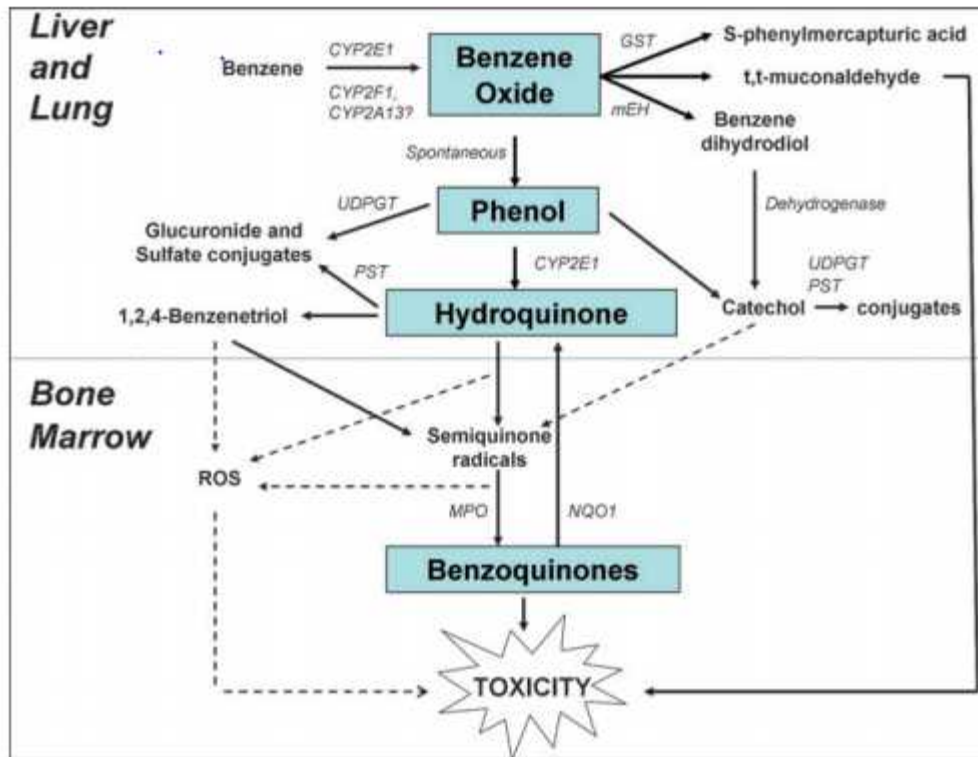 Liver
and
Lung
Benzene
CYP2E1
CYP2F1,
CYP2A13?
Benzene
Oxide
GST
mEH
S-phenylmercapturic acid
t,t-muconaldehyde
Benzene
dihydrodiol
Spontaneous
Dehydrogenase
UDPGT
Phenol
Glucuronide and
Sulfate conjugates
PST
CYP2E1
UDPGT
PST
1,2,4-Benzenetriol
Hydroquinone
Catechol
conjugates
Bone
Marrow
Semiquinone
radicals
ROS
MPO
NQO1
Benzoquinones
TOXICITY